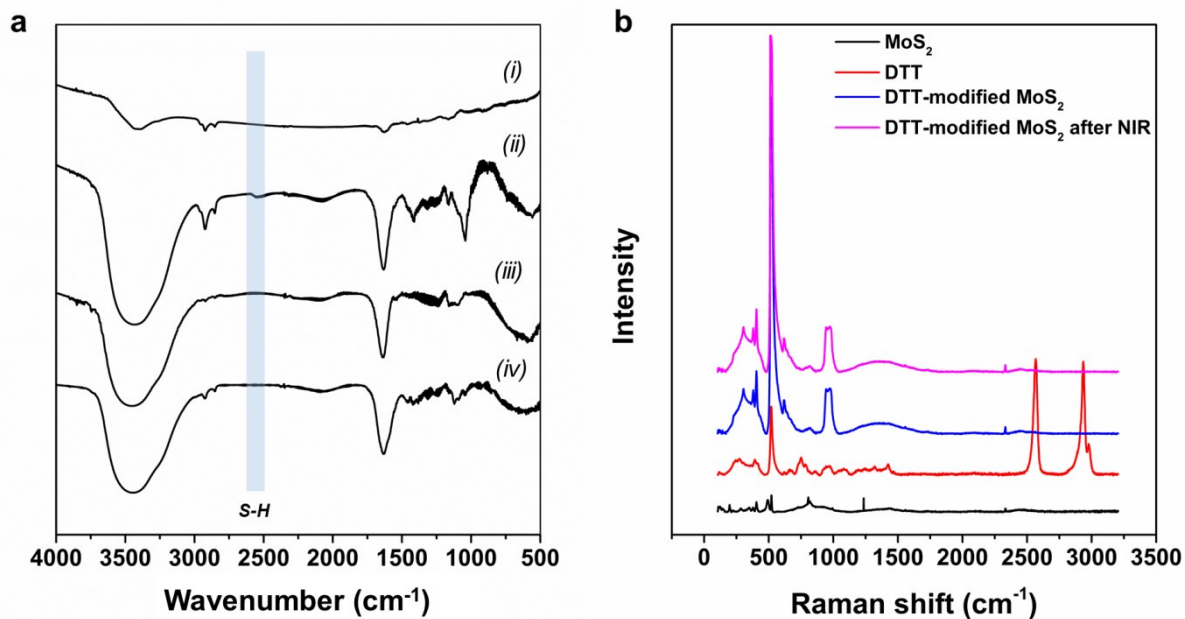 a
(i)
(ii)
(iii)
(iv)
S-H
4000 3500 3000 2500 2000 1500 1000 500
Wavenumber (cm⁻¹)
b
MoS₂
DTT
DTT-modified MoS₂
DTT-modified MoS₂ after NIR
Intensity
0 500 1000 1500 2000 2500 3000 3500
Raman shift (cm⁻¹)